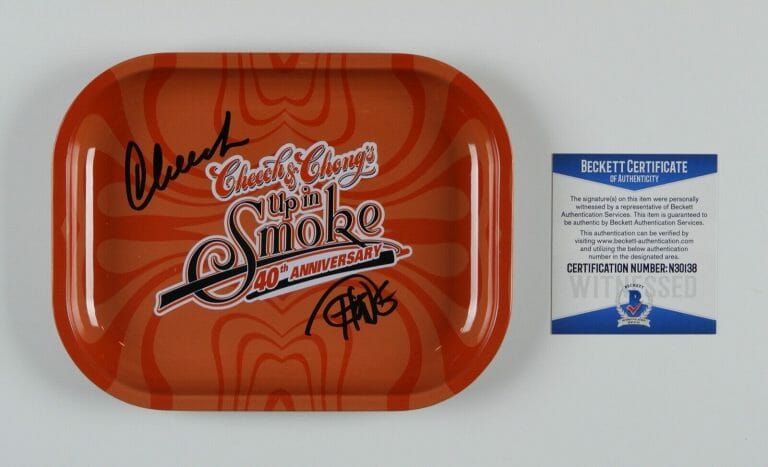 Cheech
Cheech & Chong's
Up in
Smoke
40th ANNIVERSARY
BECKETT CERTIFICATE
OF AUTHENTICITY
The signature(s) on this item were personally
witnessed by a representative of Beckett
Authentication Services. This item is guaranteed to
be authentic by Beckett Authentication Services.
This authentication can be verified by
visiting www.beckett-authentication.com
and utilizing the below authentication
number in the designated area.
CERTIFICATION NUMBER: N30138
WITNESSED
BECKETT
B